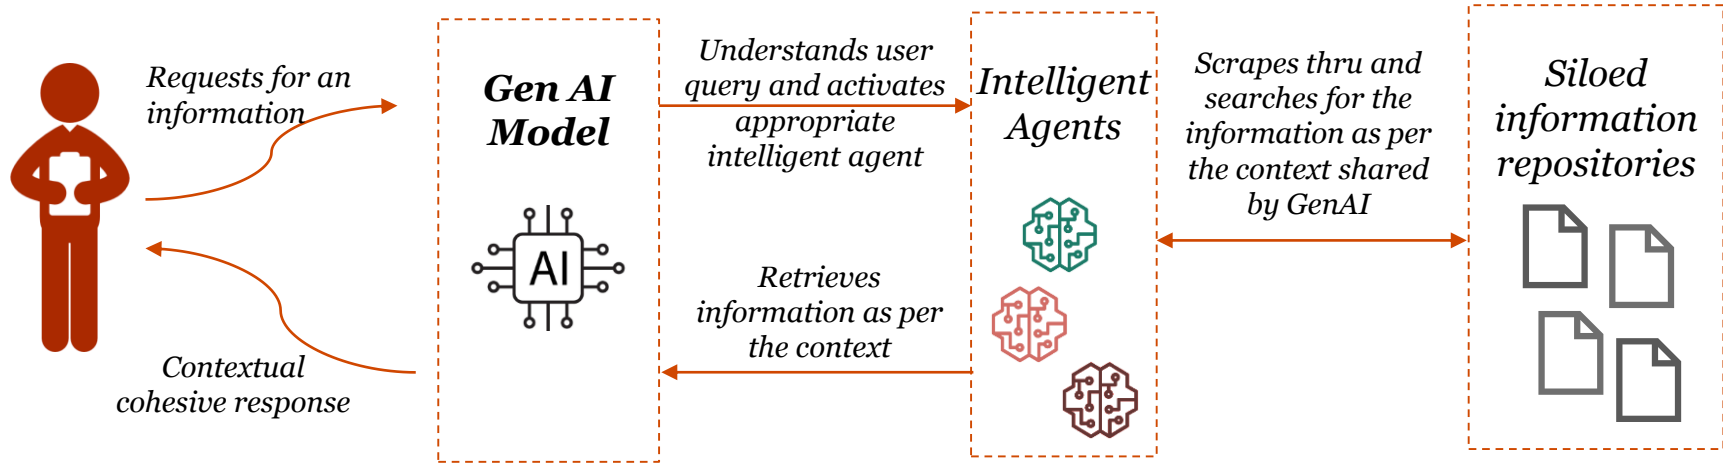 Requests for an
information
Gen AI
Model
AI
Understands user
query and activates
appropriate
intelligent agent
Intelligent
Agents
Scrapes thru and
searches for the
information as per
the context shared
by GenAI
Siloed
information
repositories
Retrieves
information as per
the context
Contextual
cohesive response